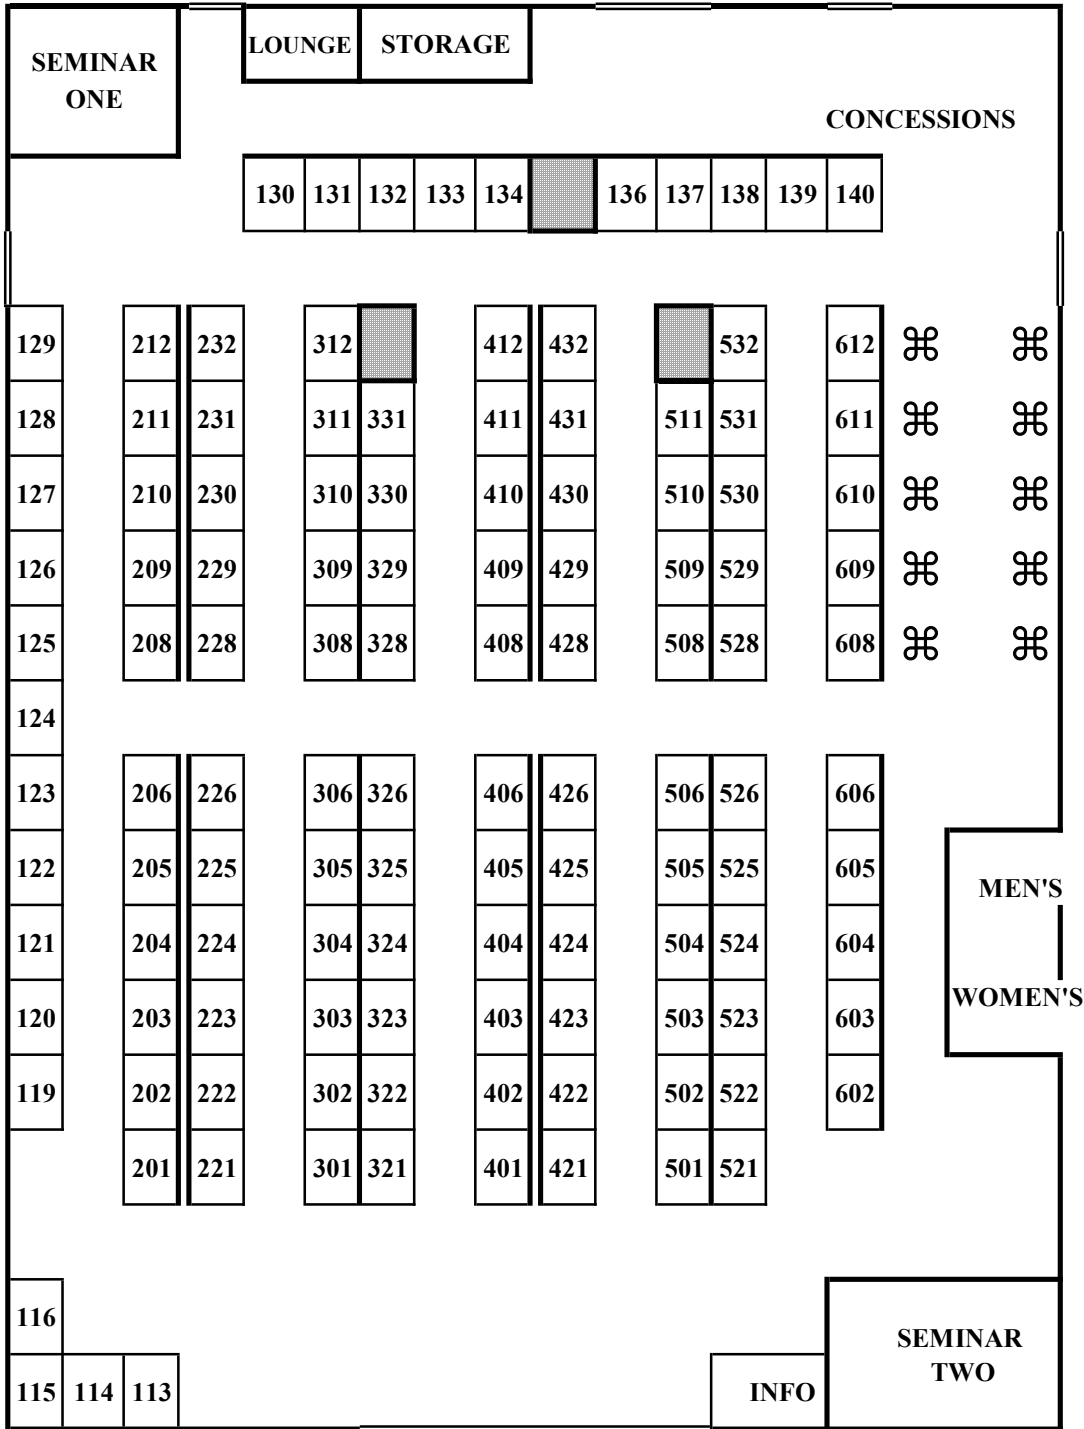 LOUNGE STORAGE
SEMINAR
ONE
CONCESSIONS
130 131 132 133 134 136 137 138 139 140
129 212 232 312 412 432 532 612 ⌘ ⌘
128 211 231 311 331 411 431 511 531 611 ⌘ ⌘
127 210 230 310 330 410 430 510 530 610 ⌘ ⌘
126 209 229 309 329 409 429 509 529 609 ⌘ ⌘
125 208 228 308 328 408 428 508 528 608 ⌘ ⌘
124
123 206 226 306 326 406 426 506 526 606
122 205 225 305 325 405 425 505 525 605
MEN'S
121 204 224 304 324 404 424 504 524 604
WOMEN'S
120 203 223 303 323 403 423 503 523 603
119 202 222 302 322 402 422 502 522 602
201 221 301 321 401 421 501 521
116
SEMINAR
TWO
115 114 113 INFO